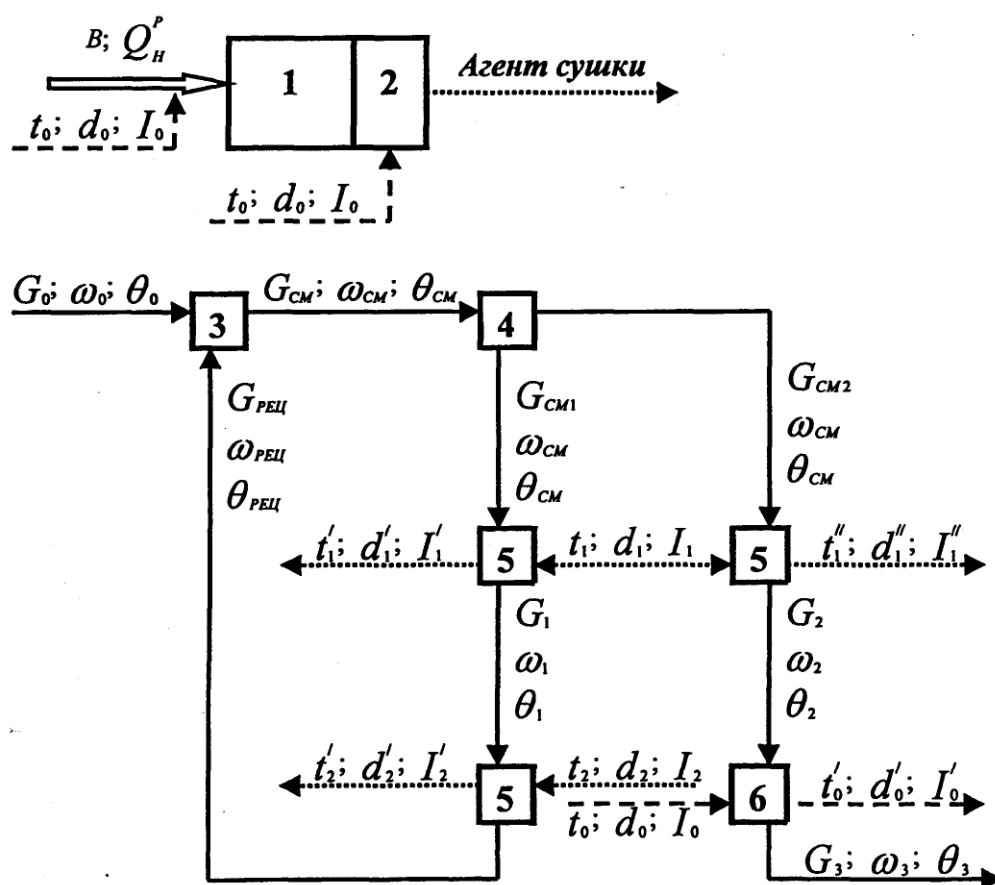 B; Qᴾн
1 2 Агент сушки
t₀; d₀; I₀
t₀; d₀; I₀
G₀; ω₀; θ₀ G_СМ; ω_СМ; θ_СМ
3 4
G_РЕЦ G_СМ1 G_СМ2
ω_РЕЦ ω_СМ ω_СМ
θ_РЕЦ θ_СМ θ_СМ
t₁′; d₁′; I₁′ 5 t₁; d₁; I₁ 5 t₁″; d₁″; I₁″
G₁ G₂
ω₁ ω₂
θ₁ θ₂
t₂′; d₂′; I₂′ 5 t₂; d₂; I₂ 6 t₀′; d₀′; I₀′
t₀; d₀; I₀
G₃; ω₃; θ₃